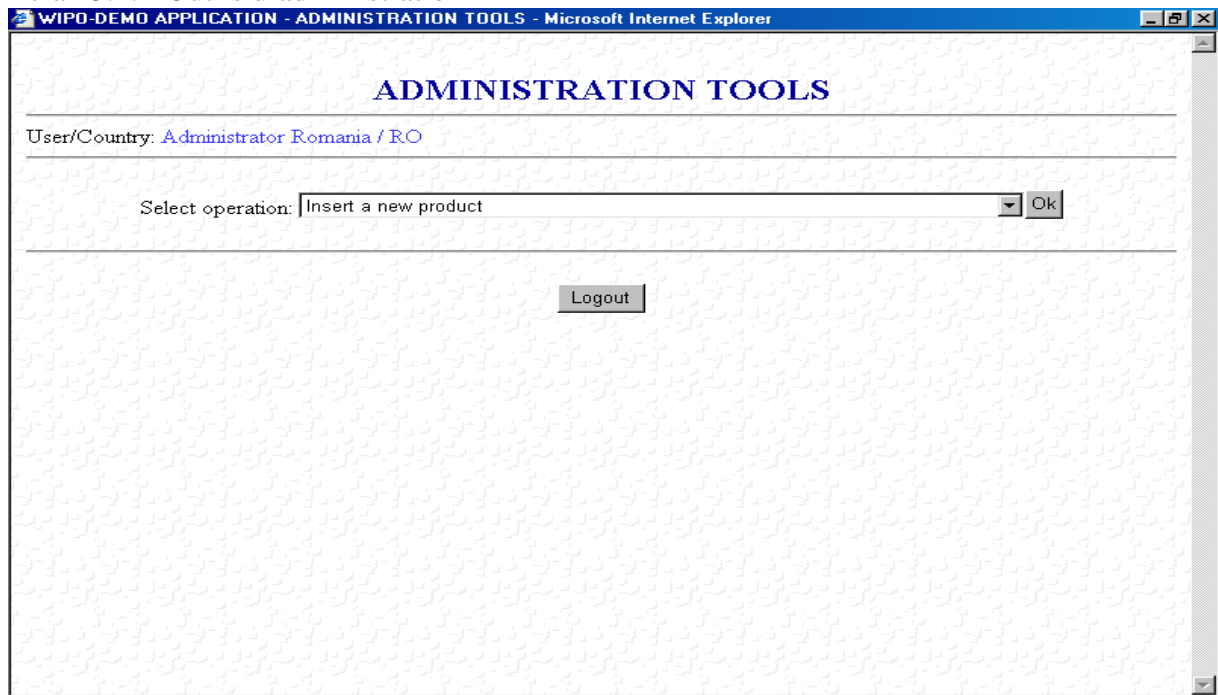 WIPO-DEMO APPLICATION - ADMINISTRATION TOOLS - Microsoft Internet Explorer
ADMINISTRATION TOOLS
User/Country: Administrator Romania / RO
Select operation: Insert a new product Ok
Logout